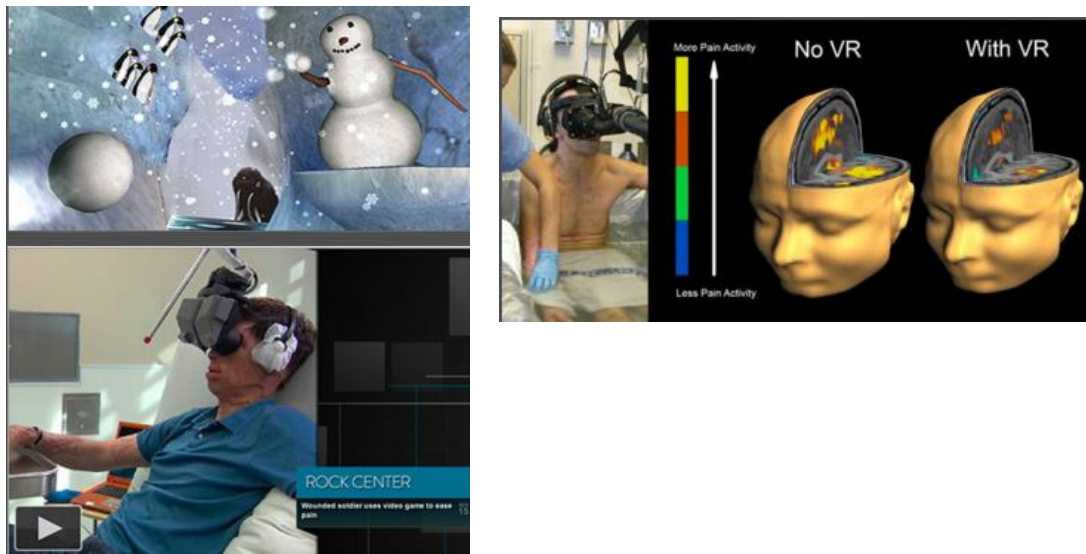 ROCK CENTER
Wounded soldier uses video game to ease
pain
More Pain Activity
No VR
With VR
Less Pain Activity